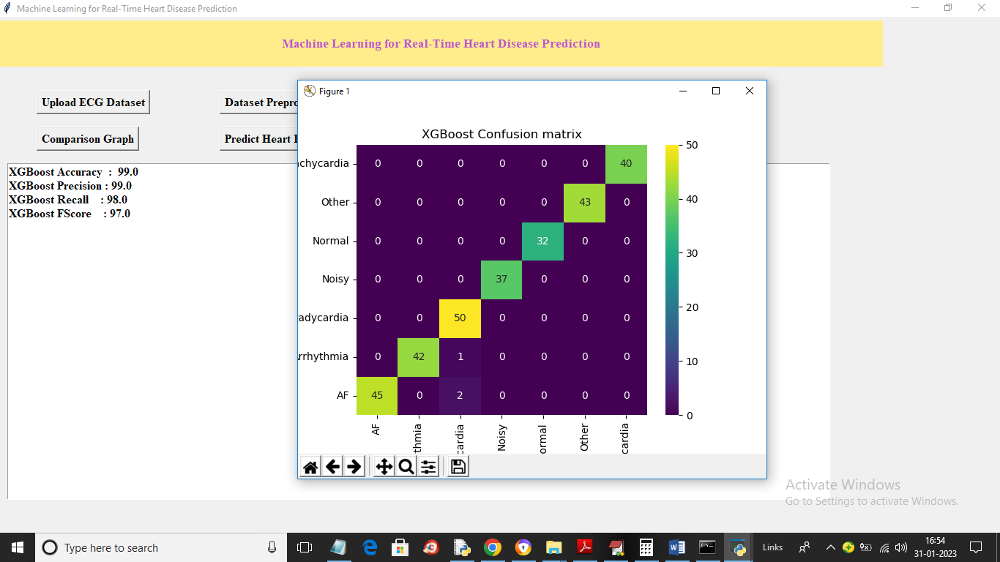 Machine Learning for Real-Time Heart Disease Prediction
Machine Learning for Real-Time Heart Disease Prediction
Upload ECG Dataset
Dataset Prepro
Comparison Graph
Predict Heart
XGBoost Accuracy : 99.0
XGBoost Precision : 99.0
XGBoost Recall : 98.0
XGBoost FScore : 97.0
Figure 1
XGBoost Confusion matrix
achycardia 0 0 0 0 0 0 40
Other 0 0 0 0 0 43 0
Normal 0 0 0 0 32 0 0
Noisy 0 0 0 37 0 0 0
radycardia 0 0 50 0 0 0 0
rrhythmia 0 42 1 0 0 0 0
AF 45 0 2 0 0 0 0
AF thmia cardia Noisy ormal Other cardia
50
40
30
20
10
0
Activate Windows
Go to Settings to activate Windows.
Type here to search
Links
16:54
31-01-2023